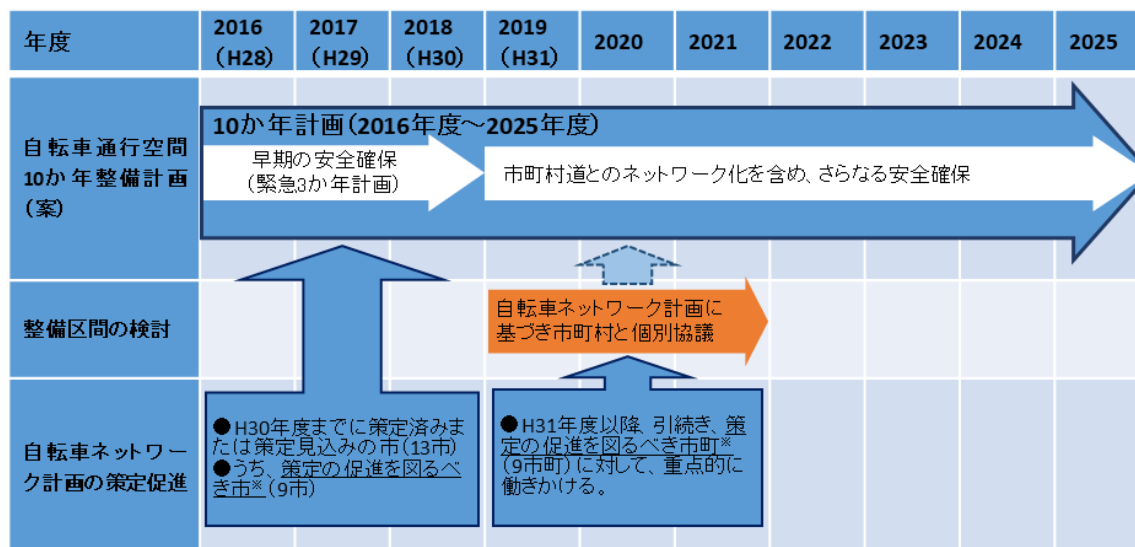 年度
2016
(H28)
2017
(H29)
2018
(H30)
2019
(H31)
2020
2021
2022
2023
2024
2025
自転車通行空間
10か年整備計画
(案)
10か年計画(2016年度~2025年度)
早期の安全確保
(緊急3か年計画)
市町村道とのネットワーク化を含め、さらなる安全確保
整備区間の検討
自転車ネットワーク計画に
基づき市町村と個別協議
自転車ネットワー
ク計画の策定促進
●H30年度までに策定済みま
たは策定見込みの市(13市)
●うち、策定の促進を図るべ
き市※(9市)
●H31年度以降、引続き、策
定の促進を図るべき市町※
(9市町)に対して、重点的に
働きかける。